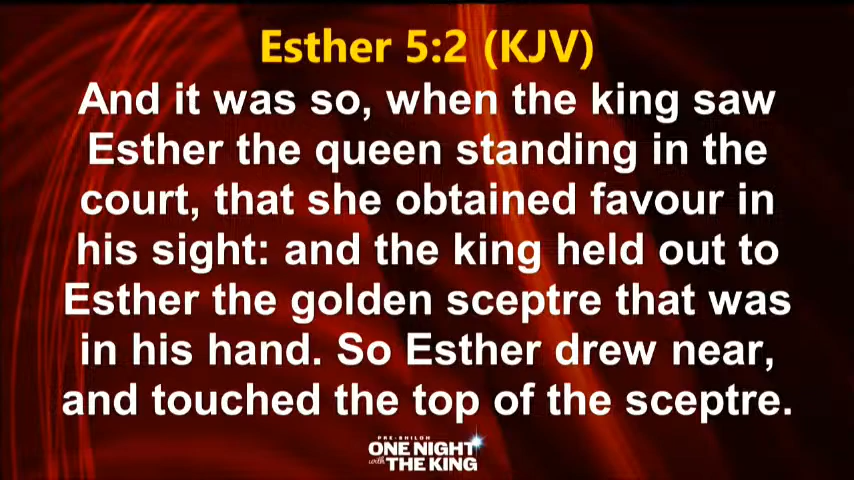 Esther 5:2 (KJV)
And it was so, when the king saw
Esther the queen standing in the
court, that she obtained favour in
his sight: and the king held out to
Esther the golden sceptre that was
in his hand. So Esther drew near,
and touched the top of the sceptre.
PRE-SHILOH
ONE NIGHT
with THE KING